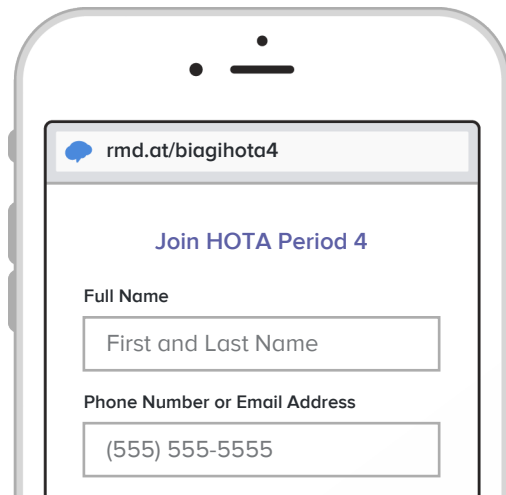 rmd.at/biagihota4
Join HOTA Period 4
Full Name
First and Last Name
Phone Number or Email Address
(555) 555-5555